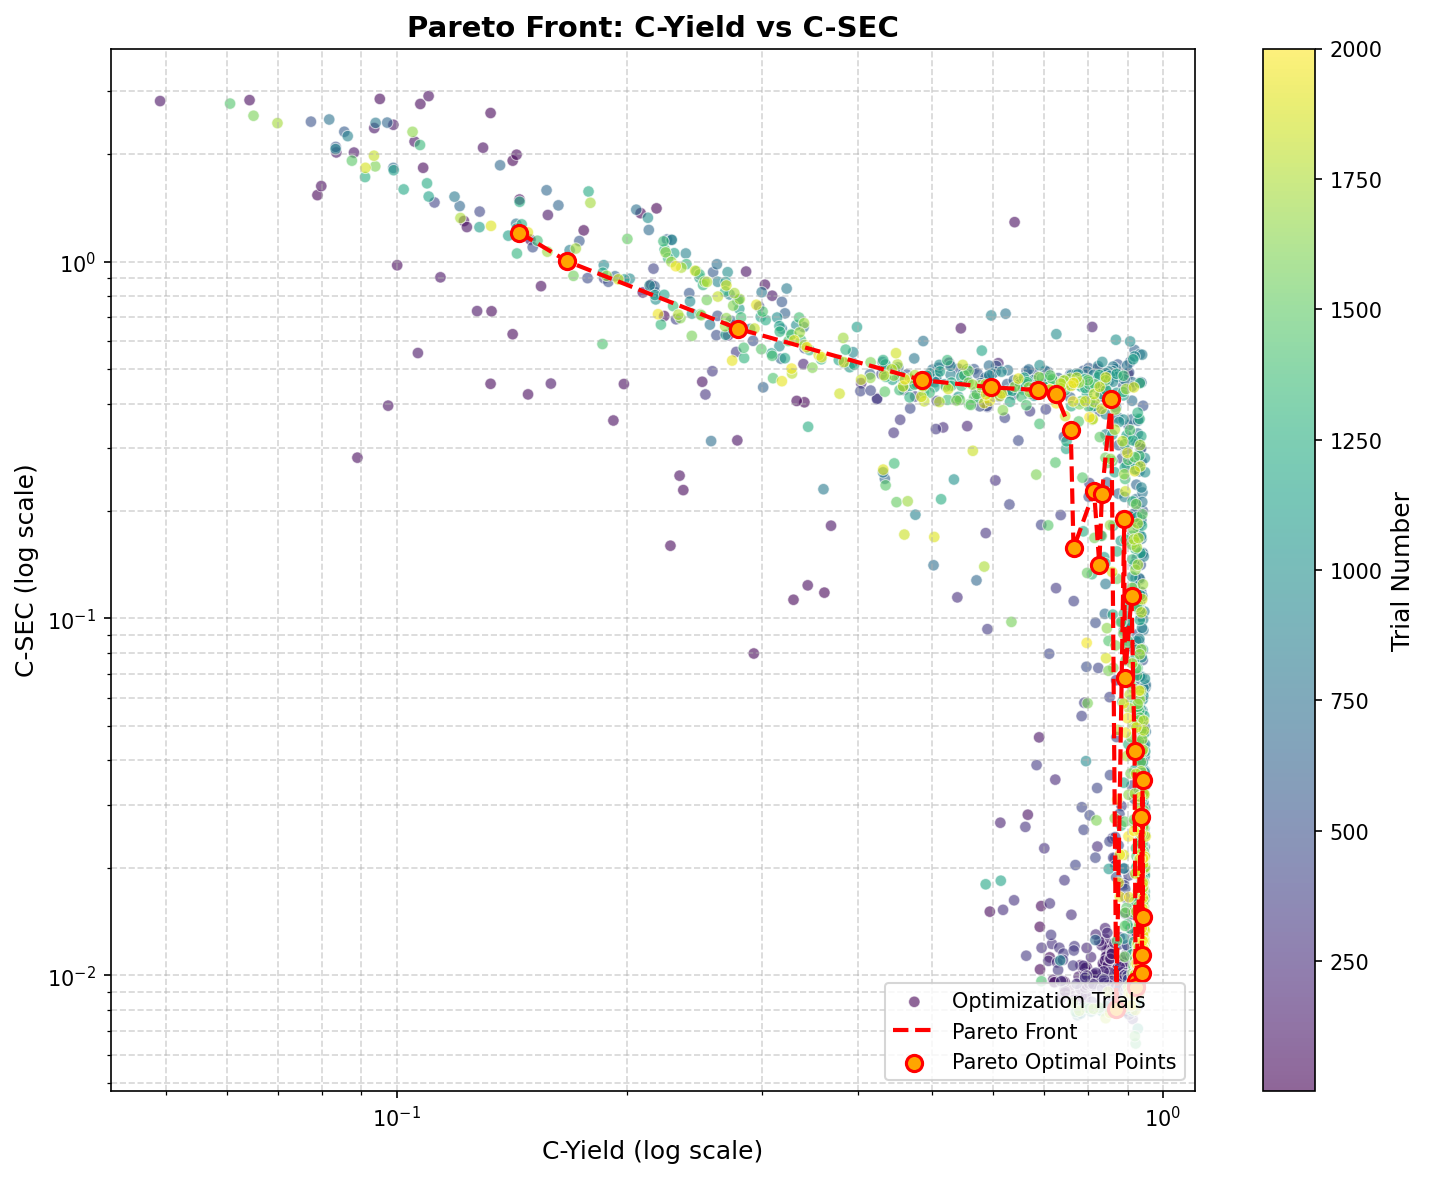 Pareto Front: C-Yield vs C-SEC
C-SEC (log scale)
10⁰
10⁻¹
10⁻²
10⁻¹
10⁰
C-Yield (log scale)
Optimization Trials
Pareto Front
Pareto Optimal Points
2000
1750
1500
1250
1000
750
500
250
Trial Number